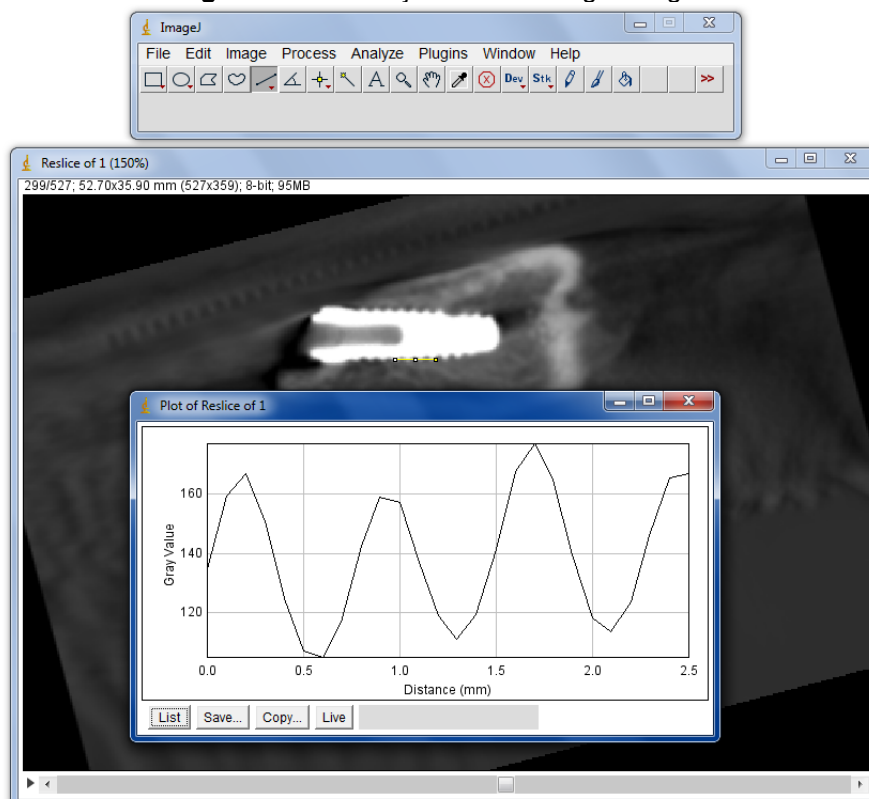 ImageJ
File Edit Image Process Analyze Plugins Window Help
A Dev Stk >>
Reslice of 1 (150%)
299/527; 52.70x35.90 mm (527x359); 8-bit; 95MB
Plot of Reslice of 1
160
140
120
Gray Value
0.0 0.5 1.0 1.5 2.0 2.5
Distance (mm)
List Save... Copy... Live